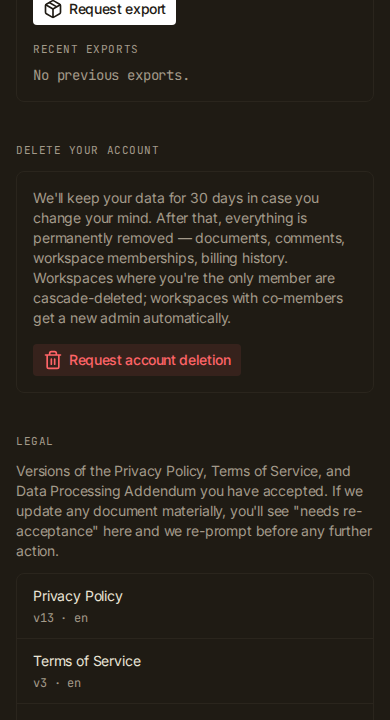 Request export
RECENT EXPORTS
No previous exports.
DELETE YOUR ACCOUNT
We'll keep your data for 30 days in case you
change your mind. After that, everything is
permanently removed — documents, comments,
workspace memberships, billing history.
Workspaces where you're the only member are
cascade-deleted; workspaces with co-members
get a new admin automatically.
Request account deletion
LEGAL
Versions of the Privacy Policy, Terms of Service, and
Data Processing Addendum you have accepted. If we
update any document materially, you'll see "needs re-
acceptance" here and we re-prompt before any further
action.
Privacy Policy
v13 · en
Terms of Service
v3 · en